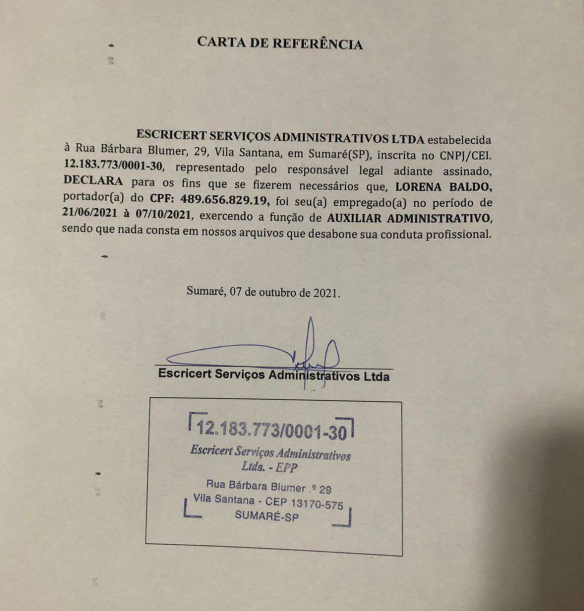 CARTA DE REFERÊNCIA
ESCRICERT SERVIÇOS ADMINISTRATIVOS LTDA estabelecida
à Rua Bárbara Blumer, 29, Vila Santana, em Sumaré(SP), inscrita no CNPJ/CEI.
12.183.773/0001-30, representado pelo responsável legal adiante assinado,
DECLARA para os fins que se fizerem necessários que, LORENA BALDO,
portador(a) do CPF: 489.656.829.19, foi seu(a) empregado(a) no período de
21/06/2021 à 07/10/2021, exercendo a função de AUXILIAR ADMINISTRATIVO,
sendo que nada consta em nossos arquivos que desabone sua conduta profissional.
Sumaré, 07 de outubro de 2021.
Escricert Serviços Administrativos Ltda
12.183.773/0001-30
Escricert Serviços Administrativos
Ltda. - EPP
Rua Bárbara Blumer º 29
Vila Santana - CEP 13170-575
SUMARÉ-SP